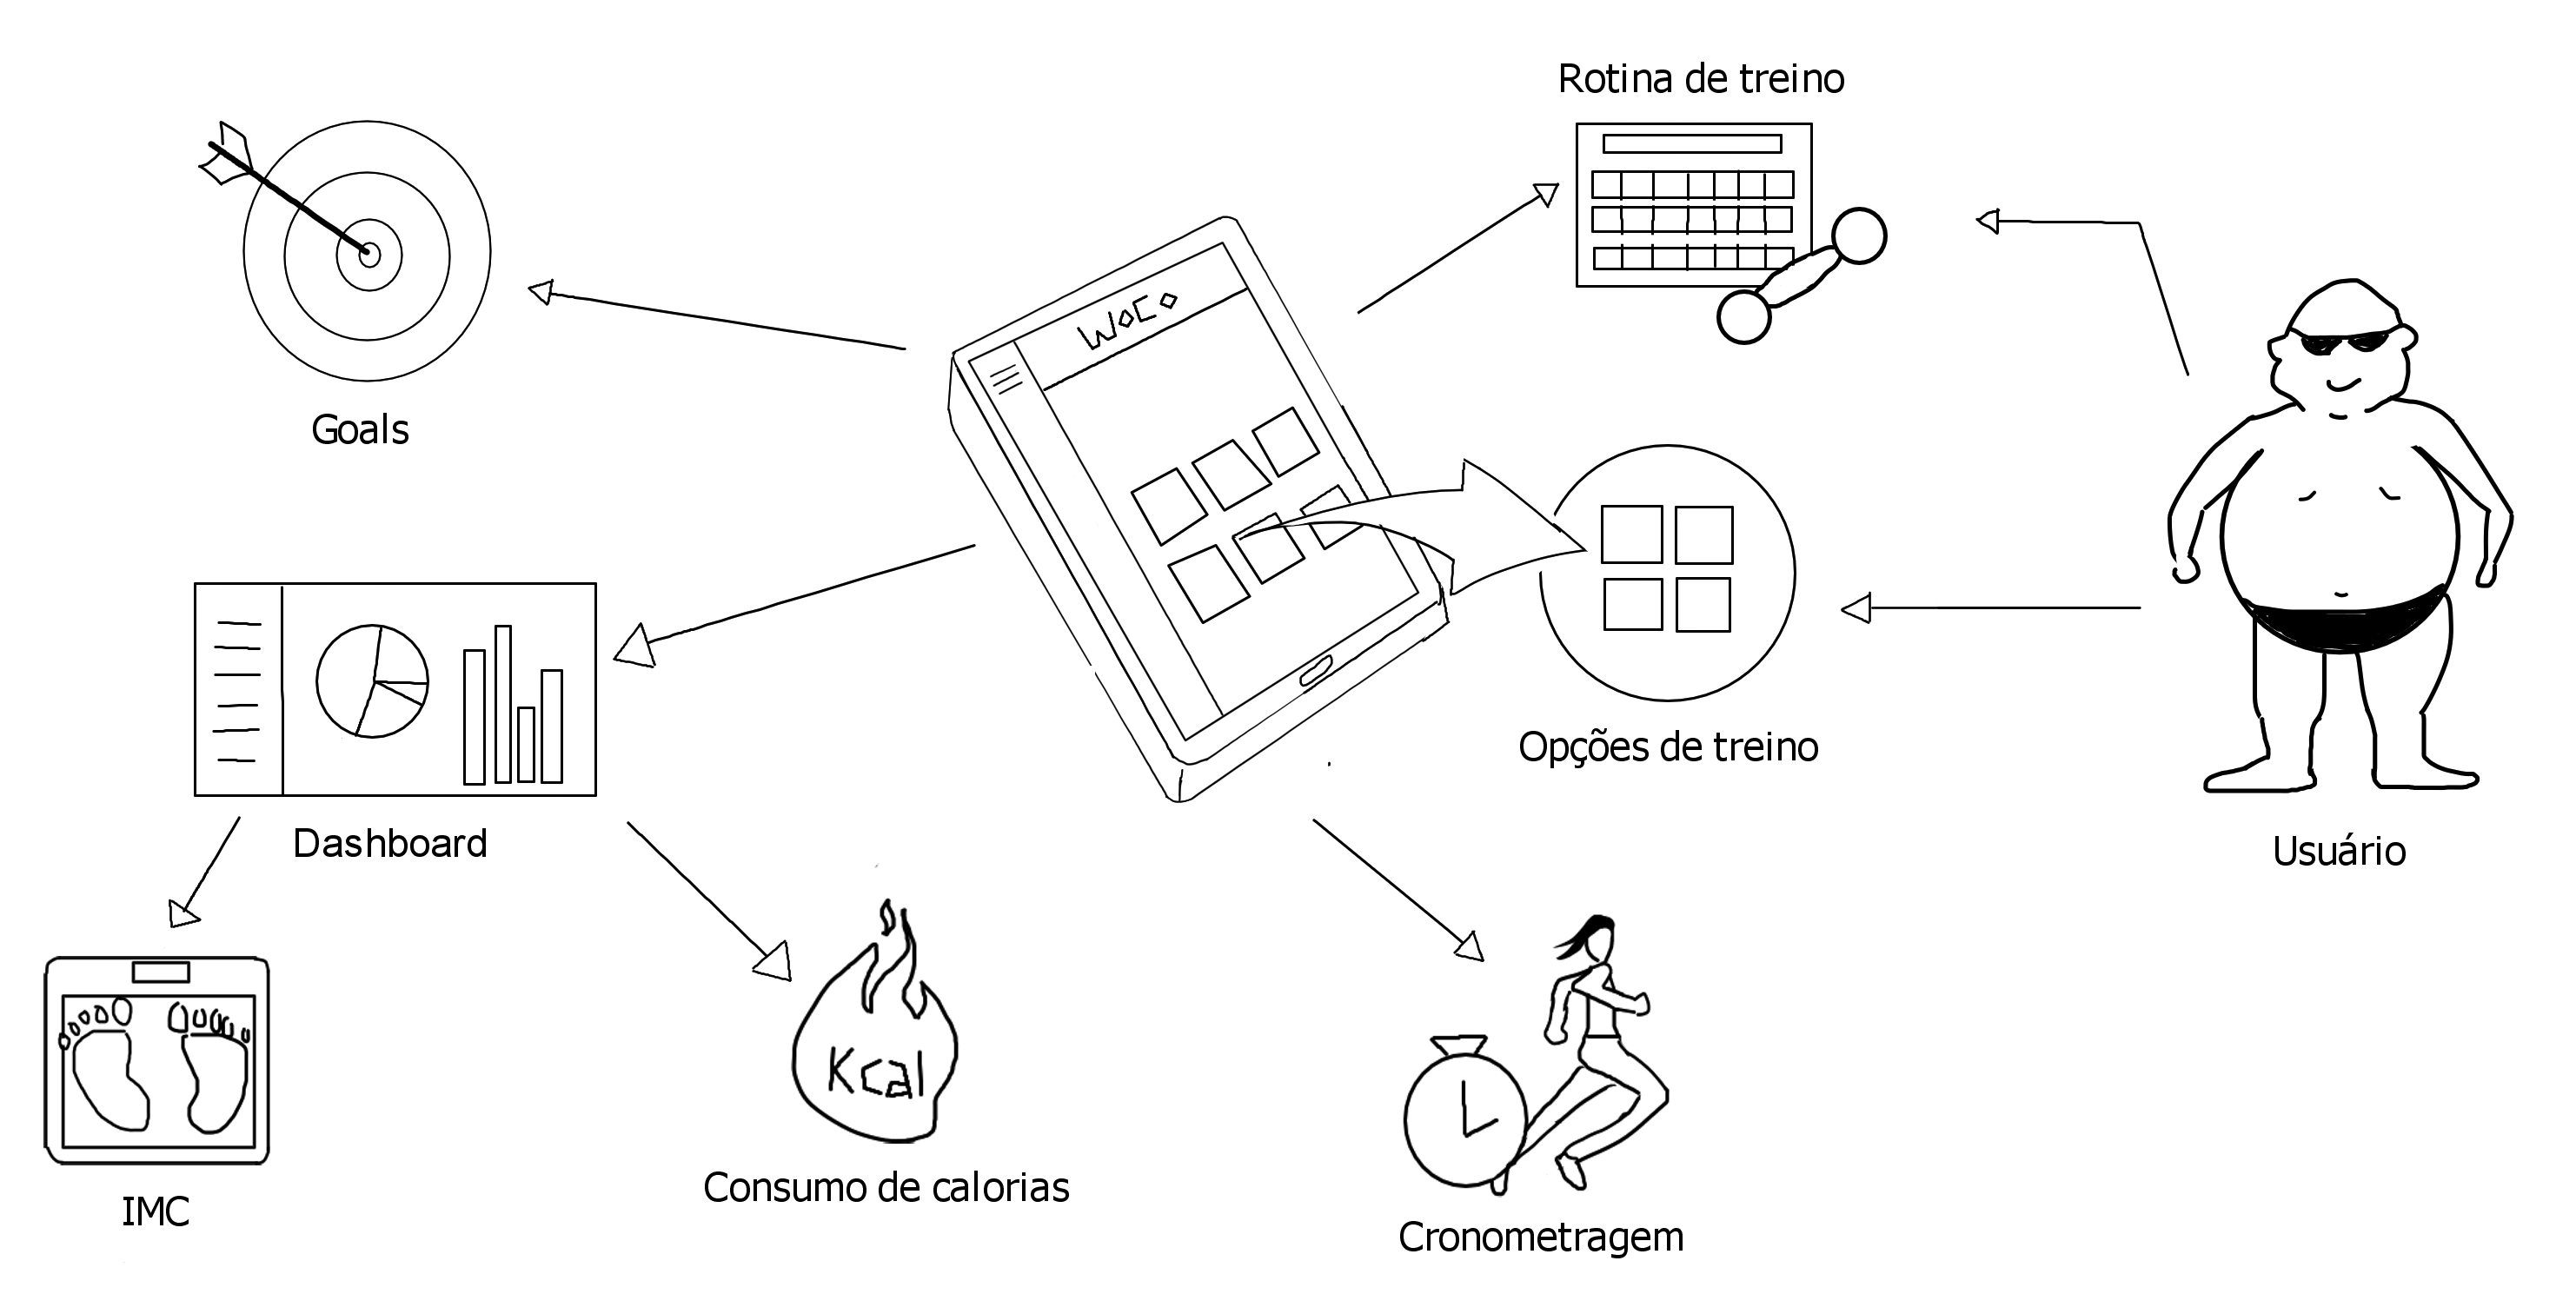 Rotina de treino
WoCo
Goals
Opções de treino
Dashboard
Usuário
Kcal
Consumo de calorias
IMC
Cronometragem